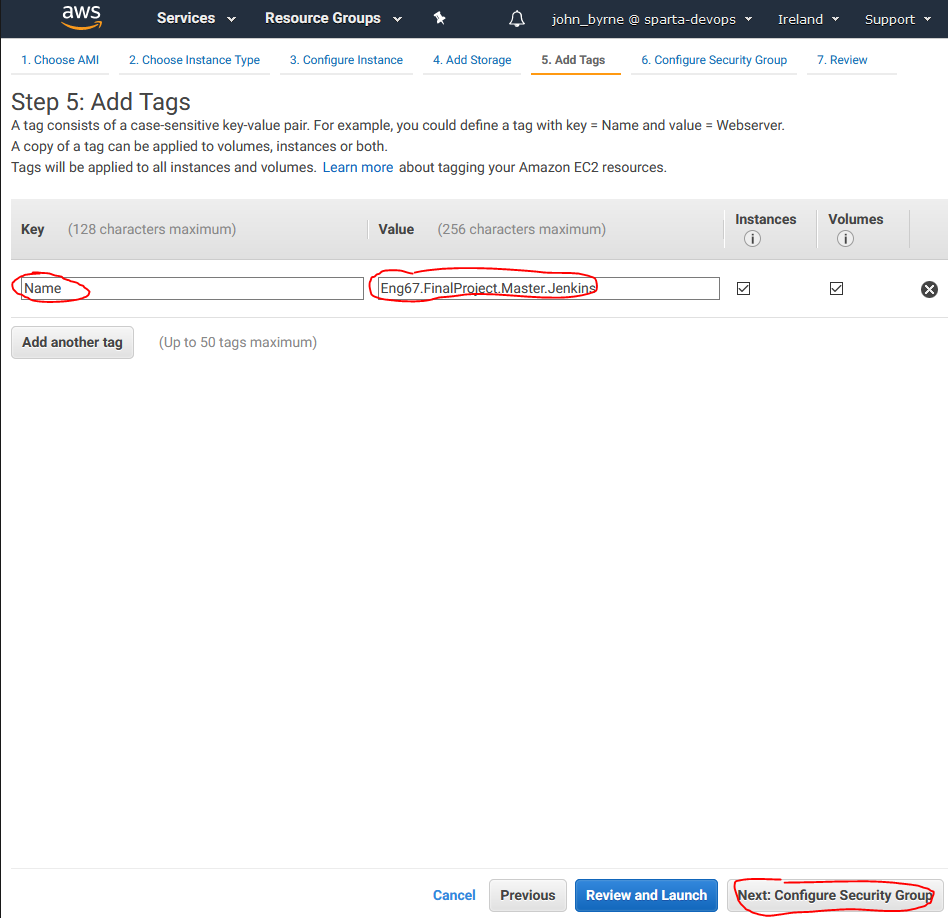 aws Services Resource Groups john_byrne @ sparta-devops Ireland Support
1. Choose AMI 2. Choose Instance Type 3. Configure Instance 4. Add Storage 5. Add Tags 6. Configure Security Group 7. Review
Step 5: Add Tags
A tag consists of a case-sensitive key-value pair. For example, you could define a tag with key = Name and value = Webserver.
A copy of a tag can be applied to volumes, instances or both.
Tags will be applied to all instances and volumes. Learn more about tagging your Amazon EC2 resources.
Key (128 characters maximum) Value (256 characters maximum) Instances Volumes
Name Eng67.FinalProject.Master.Jenkins
Add another tag (Up to 50 tags maximum)
Cancel Previous Review and Launch Next: Configure Security Group